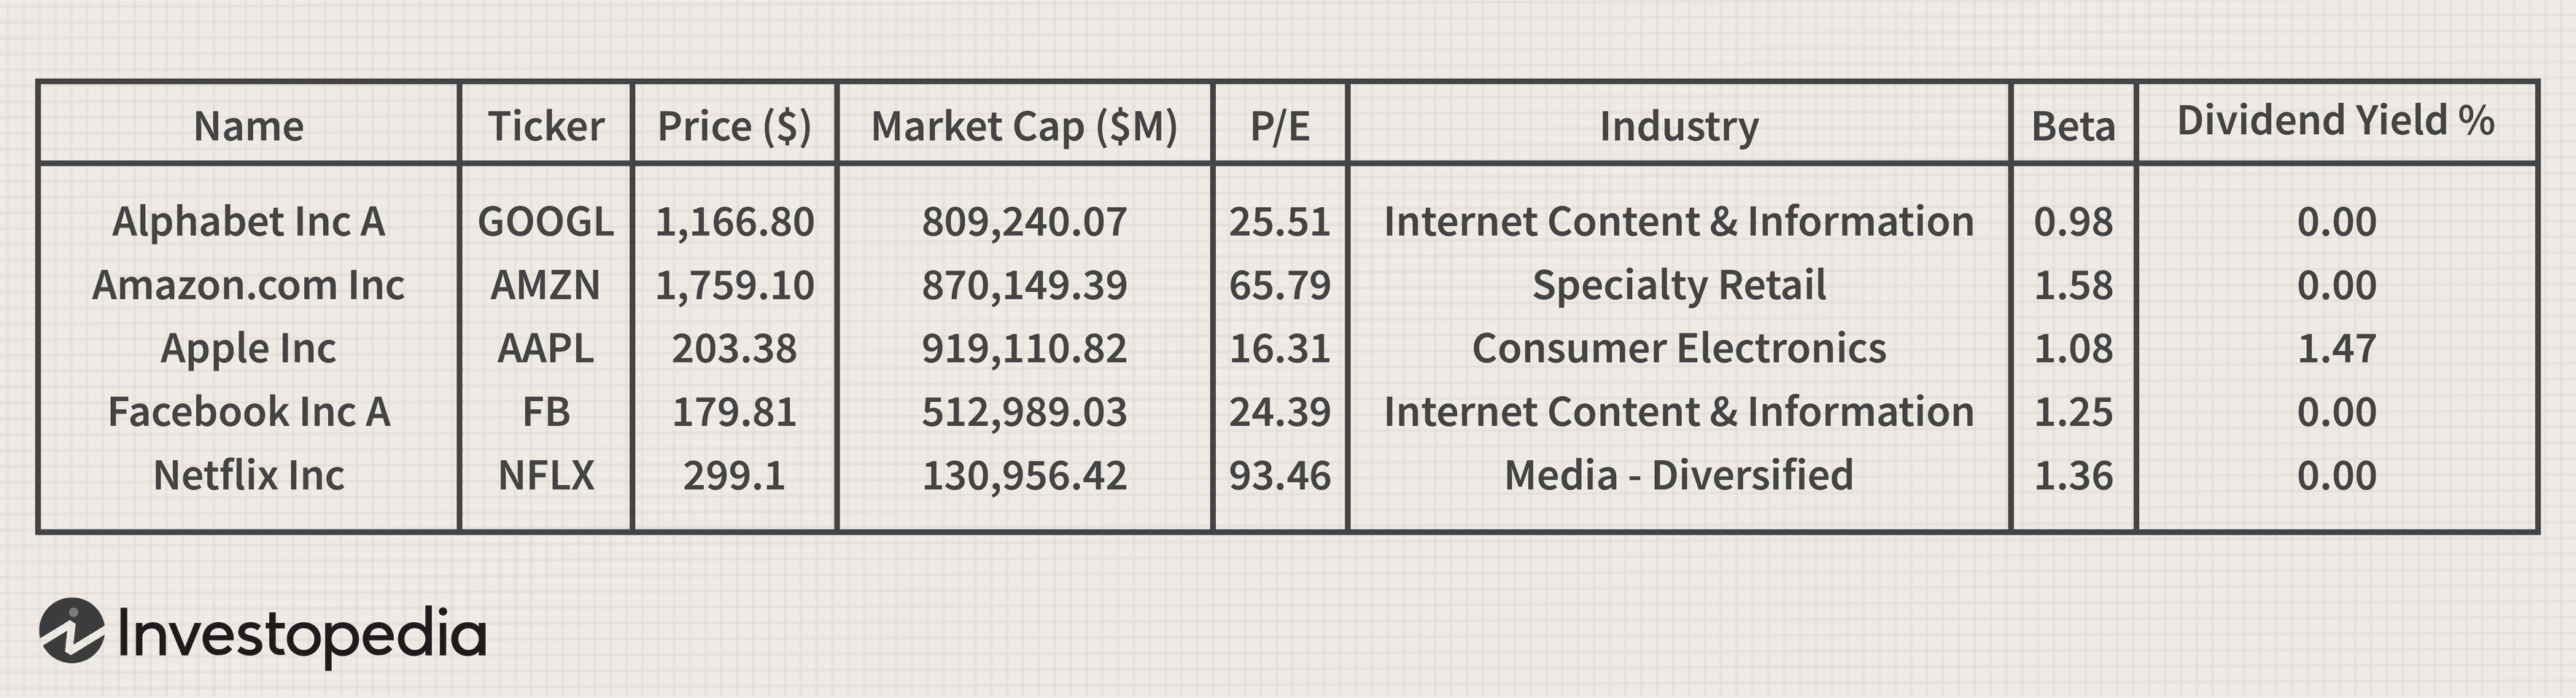 Name Ticker Price ($) Market Cap ($M) P/E Industry Beta Dividend Yield %
Alphabet Inc A GOOGL 1,166.80 809,240.07 25.51 Internet Content & Information 0.98 0.00
Amazon.com Inc AMZN 1,759.10 870,149.39 65.79 Specialty Retail 1.58 0.00
Apple Inc AAPL 203.38 919,110.82 16.31 Consumer Electronics 1.08 1.47
Facebook Inc A FB 179.81 512,989.03 24.39 Internet Content & Information 1.25 0.00
Netflix Inc NFLX 299.1 130,956.42 93.46 Media - Diversified 1.36 0.00
Investopedia